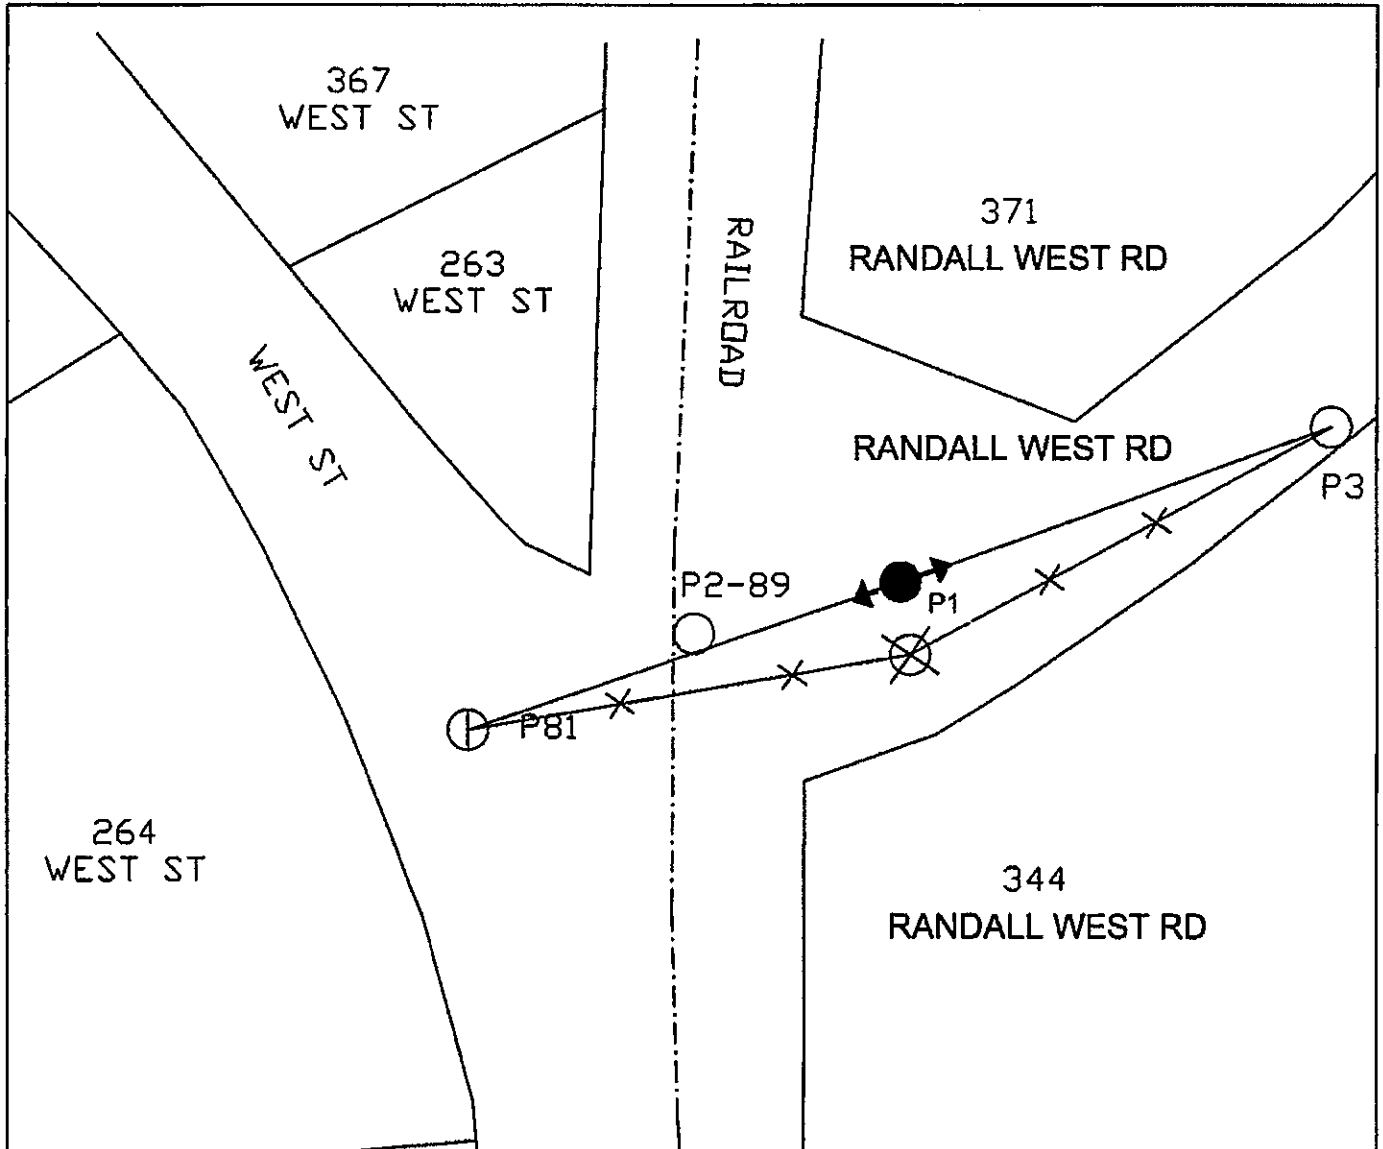 367
WEST ST
263
WEST ST
RAILROAD
371
RANDALL WEST RD
WEST ST
RANDALL WEST RD
P3
P2-89
P1
P81
264
WEST ST
344
RANDALL WEST RD